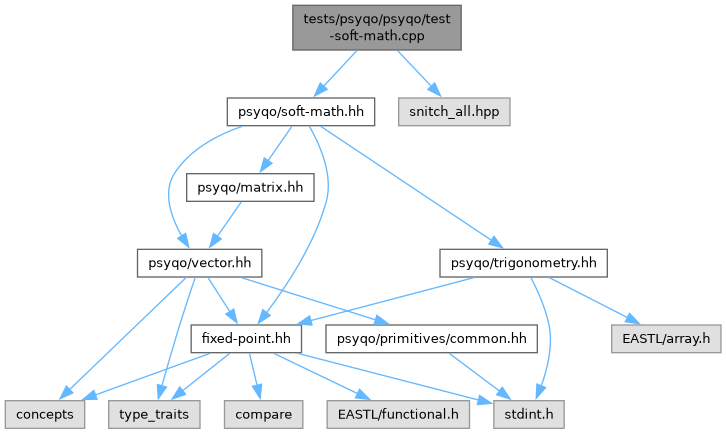 tests/psyqo/psyqo/test
-soft-math.cpp
psyqo/soft-math.hh
snitch_all.hpp
psyqo/matrix.hh
psyqo/vector.hh
psyqo/trigonometry.hh
fixed-point.hh
psyqo/primitives/common.hh
EASTL/array.h
concepts
type_traits
compare
EASTL/functional.h
stdint.h